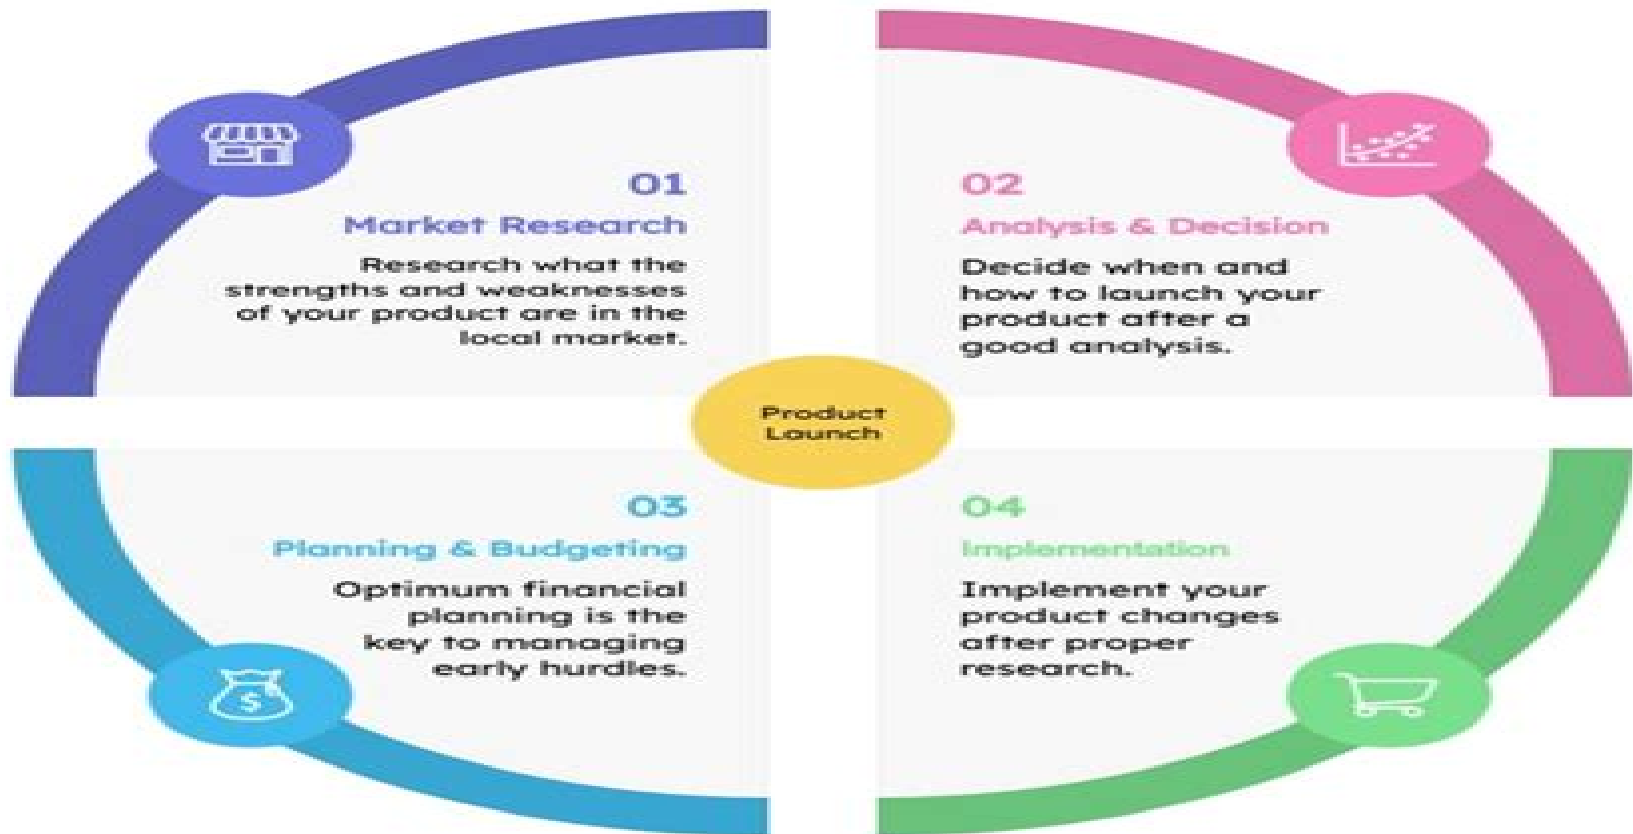 01
Market Research
Research what the
strengths and weaknesses
of your product are in the
local market.
02
Analysis & Decision
Decide when and
how to launch your
product after a
good analysis.
Product
Launch
03
Planning & Budgeting
Optimum financial
planning is the
key to managing
early hurdles.
$
04
Implementation
Implement your
product changes
after proper
research.